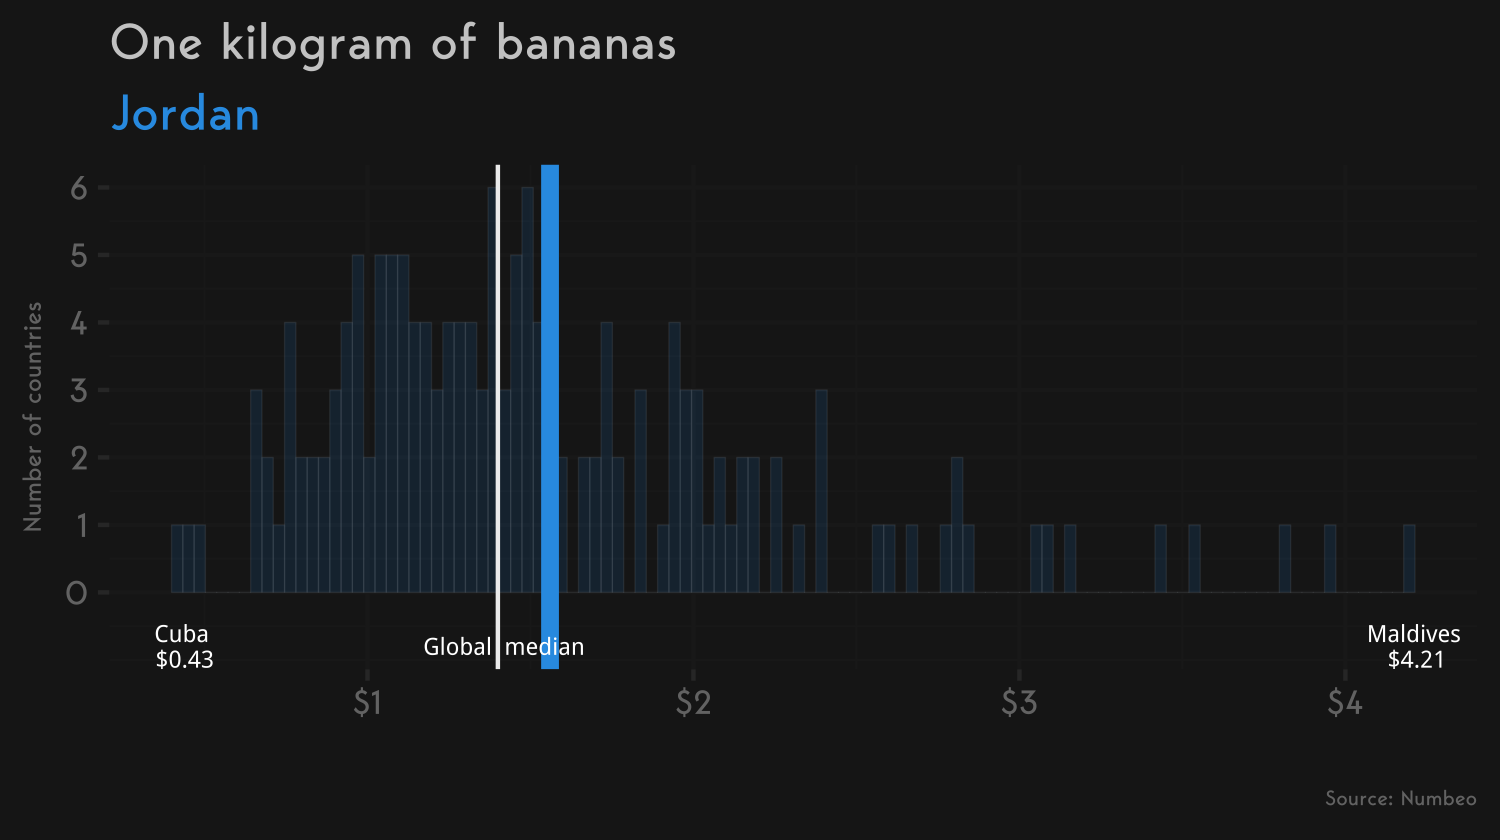 One kilogram of bananas
Jordan
Number of countries
6
5
4
3
2
1
0
Cuba
$0.43
Global median
Maldives
$4.21
$1
$2
$3
$4
Source: Numbeo